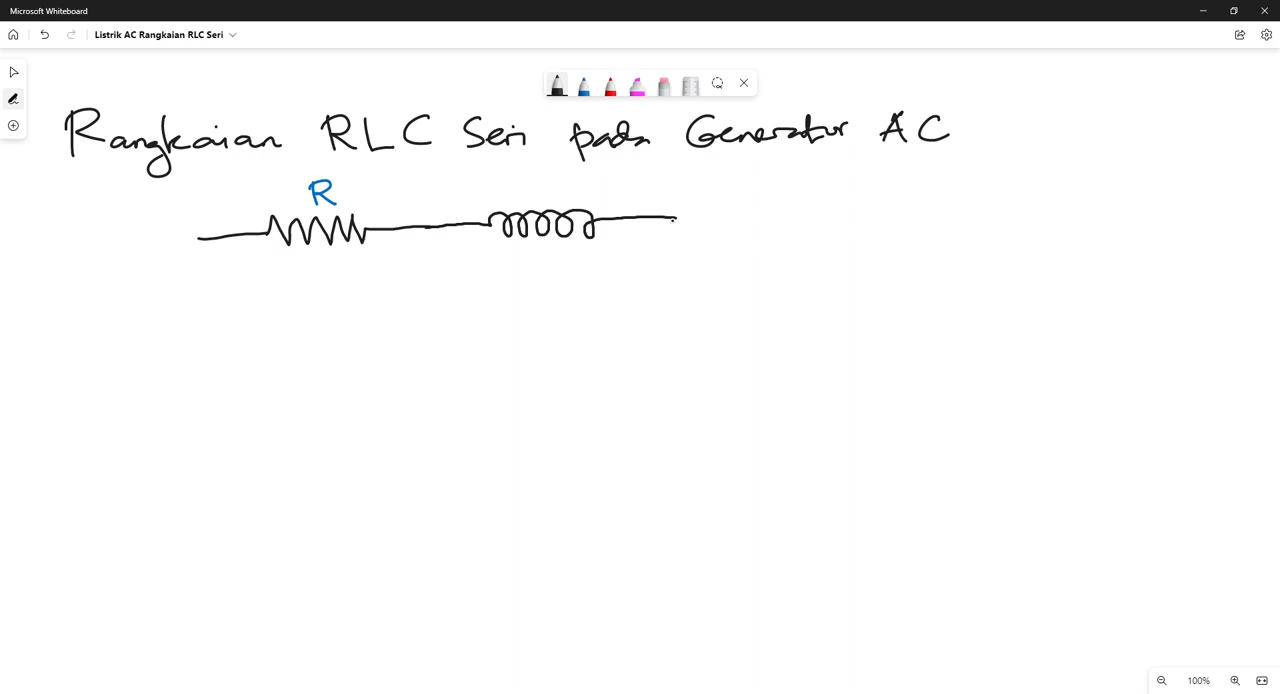 Microsoft Whiteboard
Listrik AC Rangkaian RLC Seri
Rangkaian RLC Seri pada Generator AC
R
100%